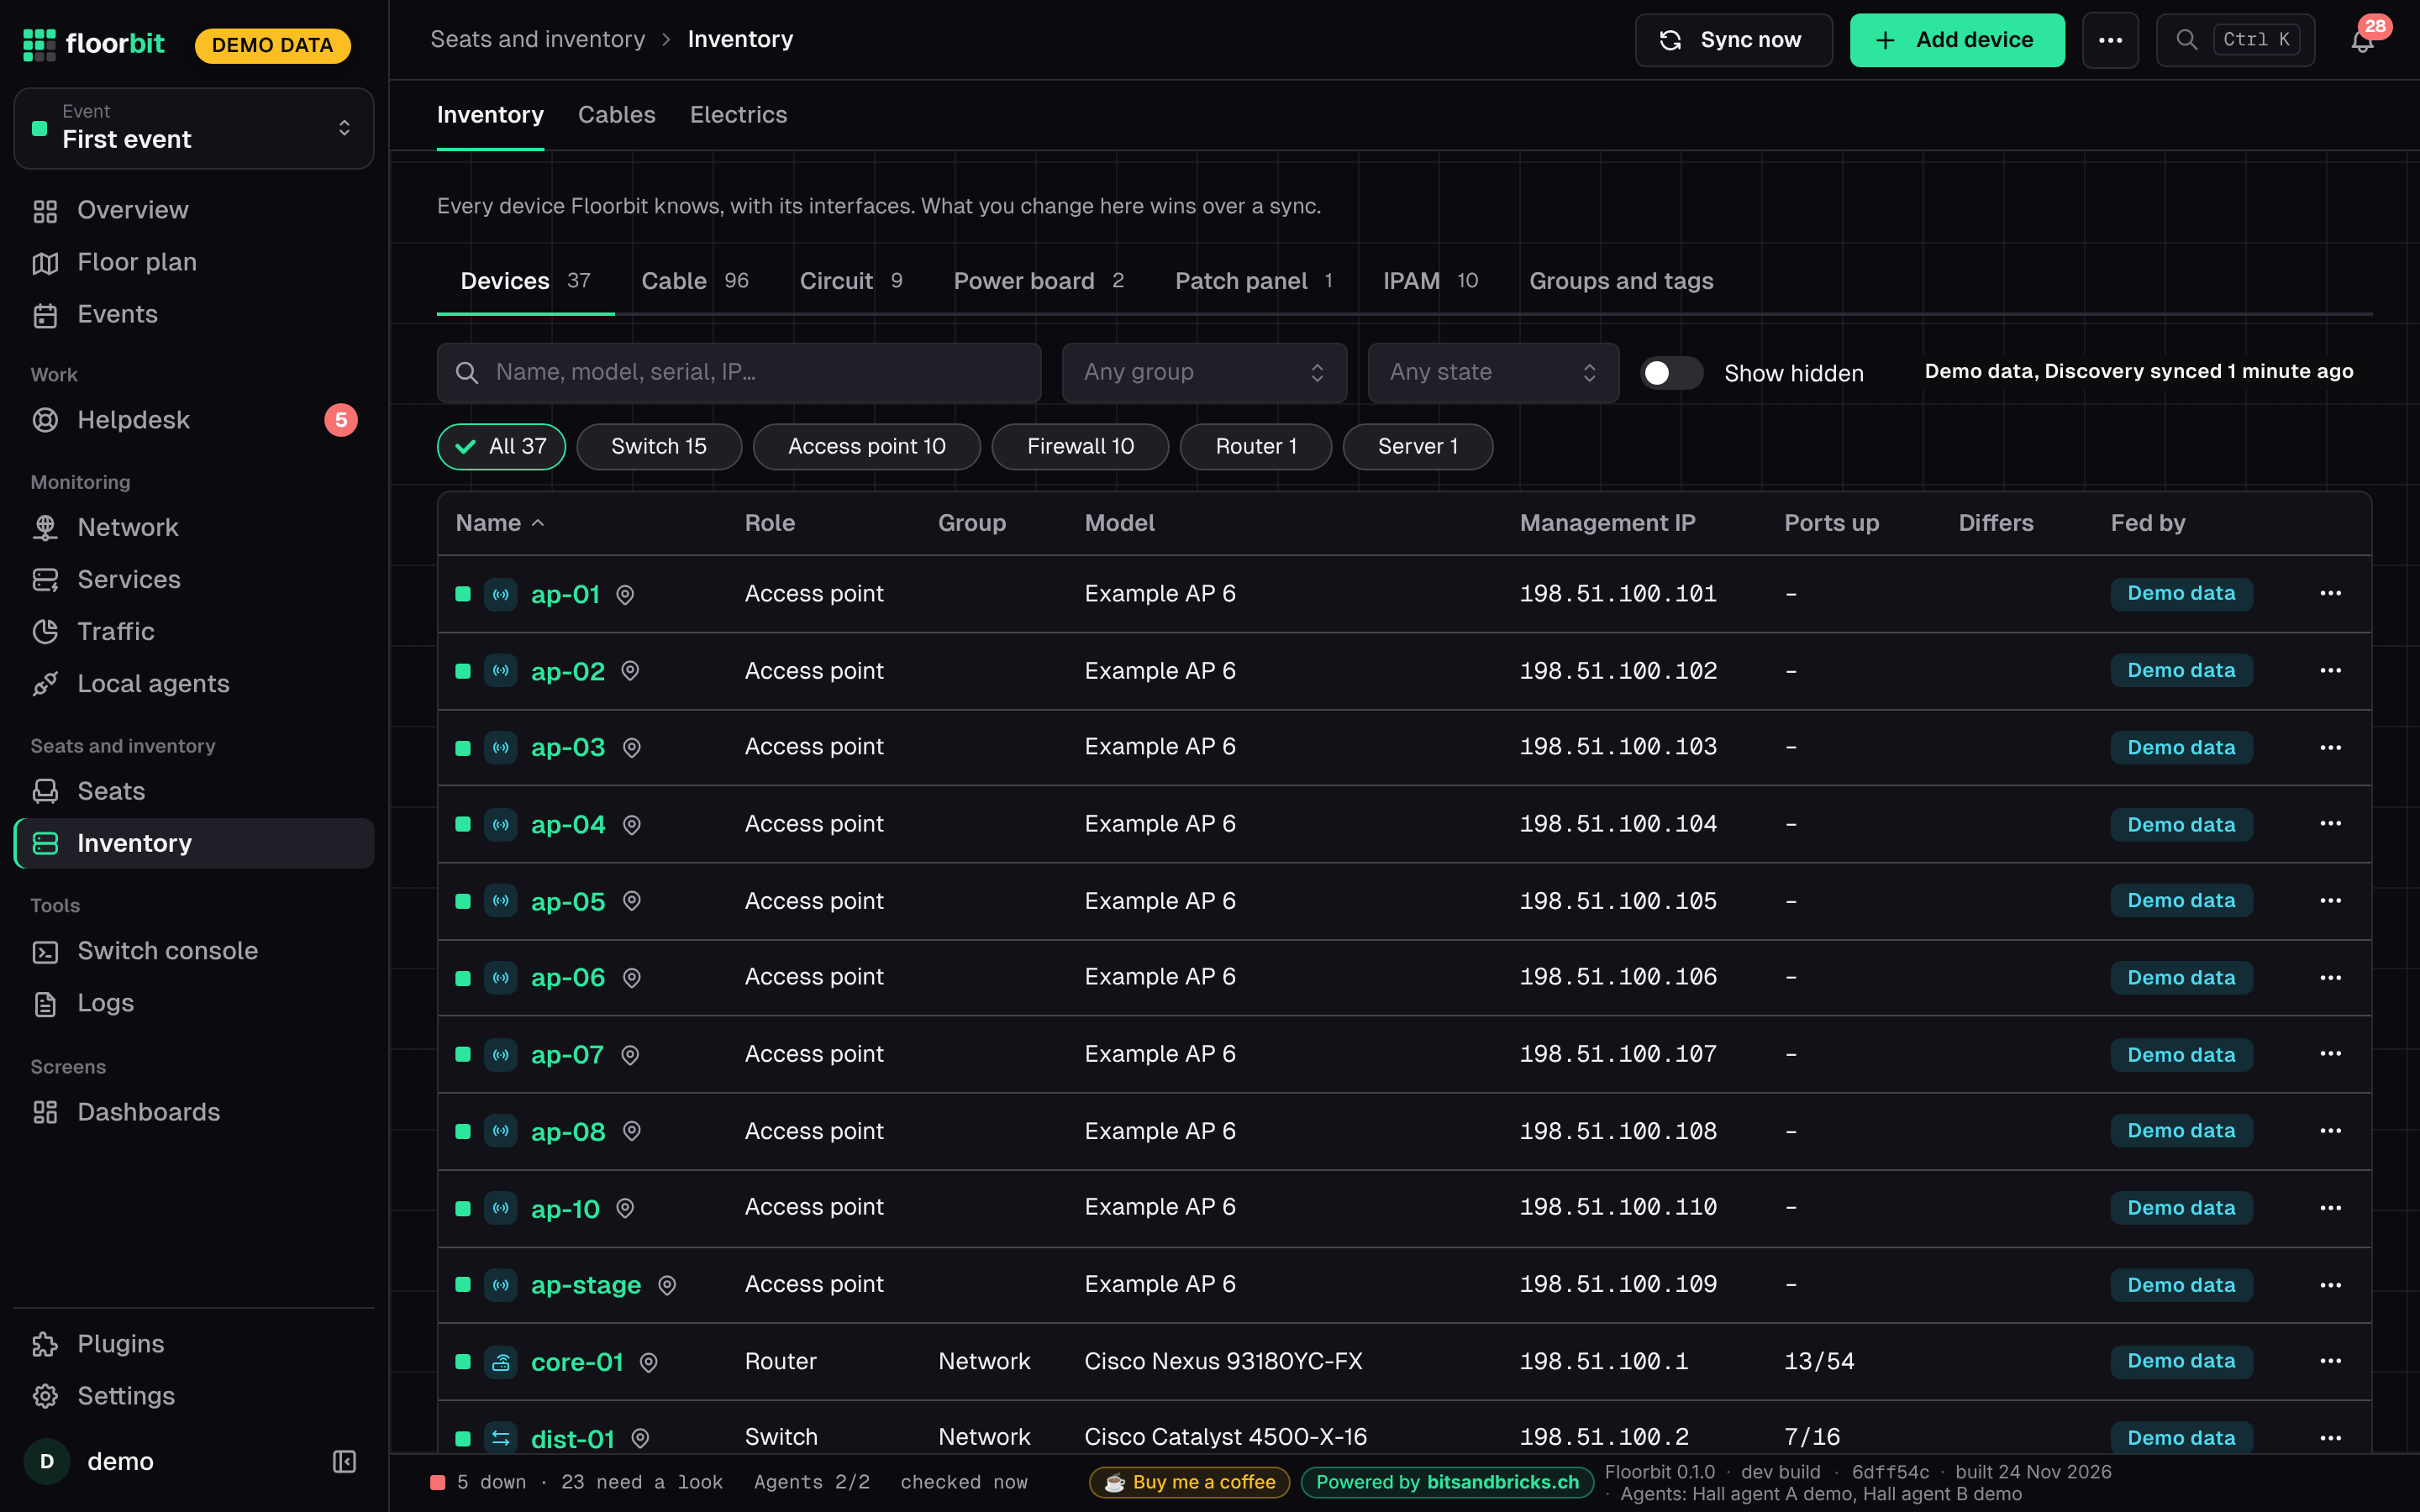 floorbit DEMO DATA
Event
First event
Overview
Floor plan
Events
Work
Helpdesk 5
Monitoring
Network
Services
Traffic
Local agents
Seats and inventory
Seats
Inventory
Tools
Switch console
Logs
Screens
Dashboards
Plugins
Settings
D demo
Seats and inventory > Inventory
Sync now
+ Add device
Ctrl K
28
Inventory Cables Electrics
Every device Floorbit knows, with its interfaces. What you change here wins over a sync.
Devices 37 Cable 96 Circuit 9 Power board 2 Patch panel 1 IPAM 10 Groups and tags
Name, model, serial, IP... Any group Any state Show hidden Demo data, Discovery synced 1 minute ago
All 37 Switch 15 Access point 10 Firewall 10 Router 1 Server 1
Name Role Group Model Management IP Ports up Differs Fed by
ap-01 Access point Example AP 6 198.51.100.101 – Demo data
ap-02 Access point Example AP 6 198.51.100.102 – Demo data
ap-03 Access point Example AP 6 198.51.100.103 – Demo data
ap-04 Access point Example AP 6 198.51.100.104 – Demo data
ap-05 Access point Example AP 6 198.51.100.105 – Demo data
ap-06 Access point Example AP 6 198.51.100.106 – Demo data
ap-07 Access point Example AP 6 198.51.100.107 – Demo data
ap-08 Access point Example AP 6 198.51.100.108 – Demo data
ap-10 Access point Example AP 6 198.51.100.110 – Demo data
ap-stage Access point Example AP 6 198.51.100.109 – Demo data
core-01 Router Network Cisco Nexus 93180YC-FX 198.51.100.1 13/54 Demo data
dist-01 Switch Network Cisco Catalyst 4500-X-16 198.51.100.2 7/16 Demo data
5 down · 23 need a look Agents 2/2 checked now
☕ Buy me a coffee
Powered by bitsandbricks.ch
Floorbit 0.1.0 · dev build · 6dff54c · built 24 Nov 2026
· Agents: Hall agent A demo, Hall agent B demo